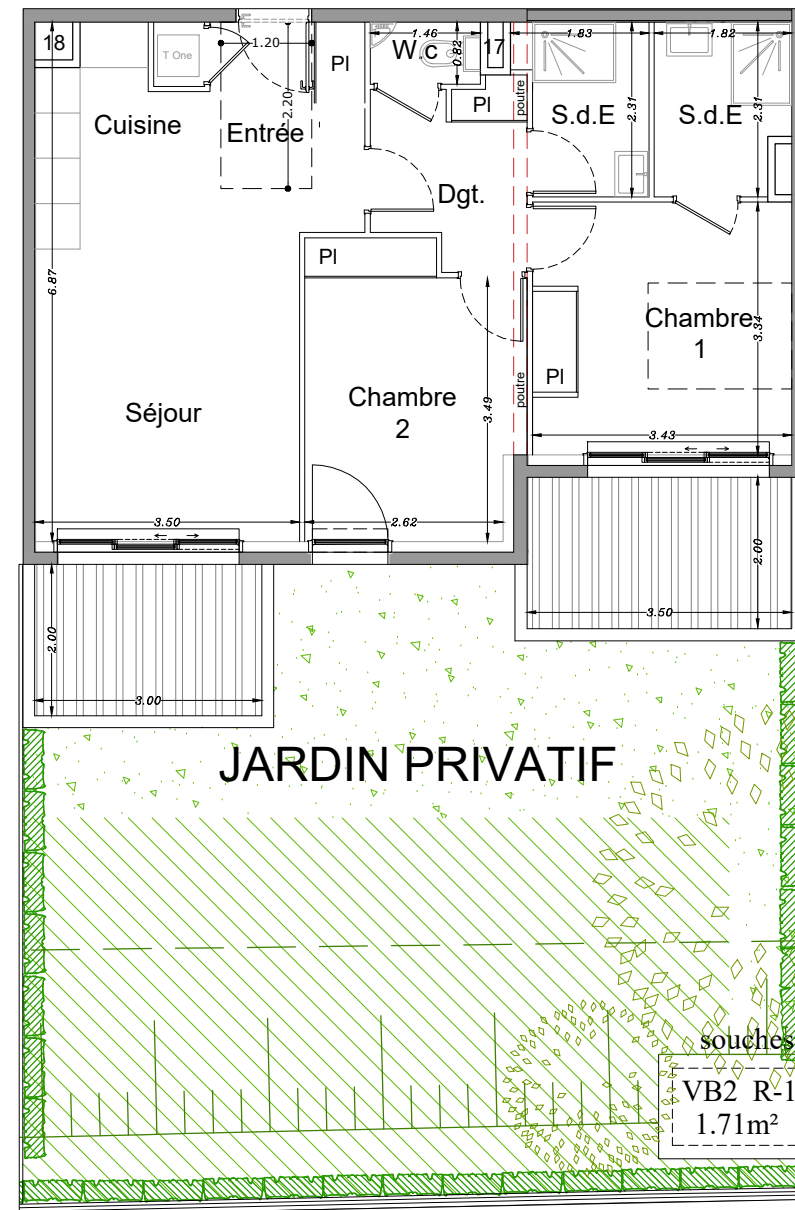 18
T One
1.20
Pl
W.c
1.46
0.82
17
1.83
1.82
poutre
Pl
Cuisine
Entrée
2.20
S.d.E
2.31
S.d.E
2.31
Dgt.
Pl
6.87
Chambre
1
3.34
Pl
poutre
Séjour
Chambre
2
3.49
3.43
3.50
2.62
2.00
3.00
2.00
3.50
JARDIN PRIVATIF
souches
VB2 R-1
1.71m²